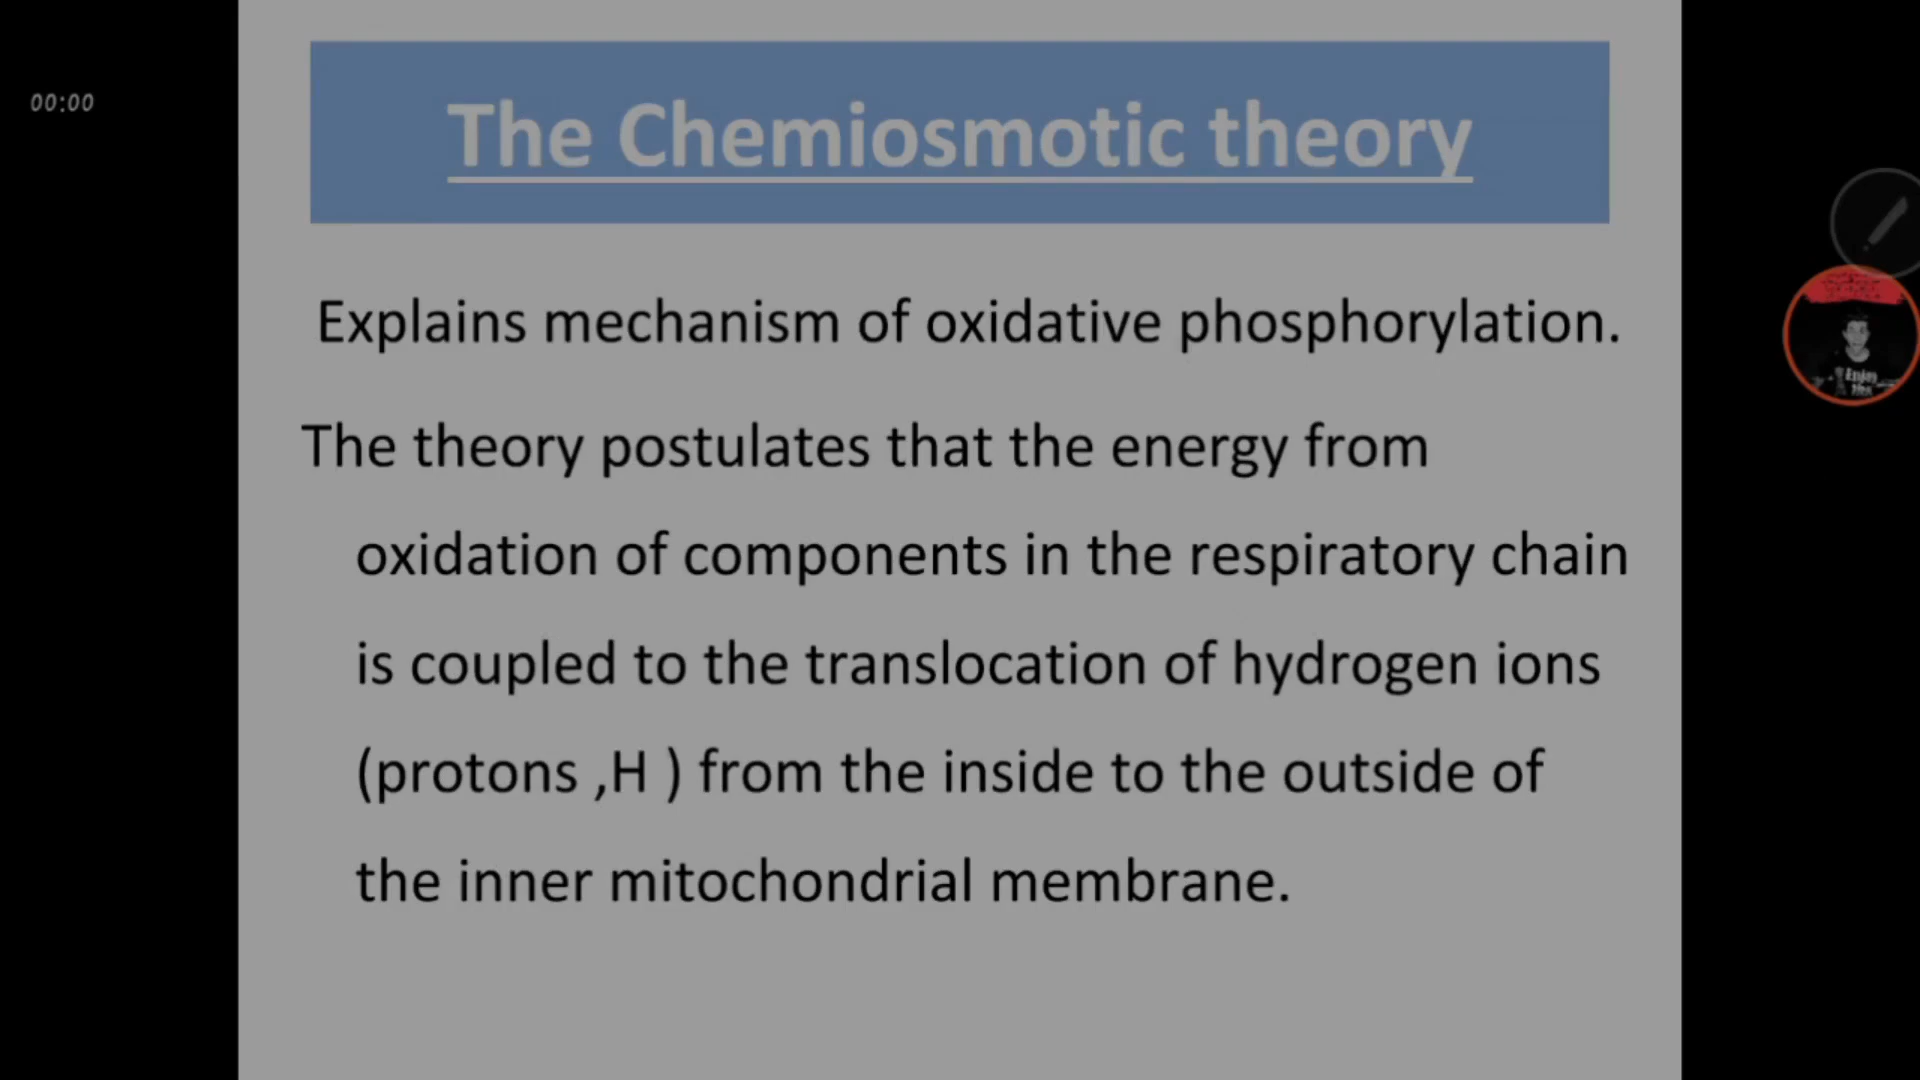 00:00
The Chemiosmotic theory
Explains mechanism of oxidative phosphorylation.
The theory postulates that the energy from
oxidation of components in the respiratory chain
is coupled to the translocation of hydrogen ions
(protons ,H ) from the inside to the outside of
the inner mitochondrial membrane.
Enjoy